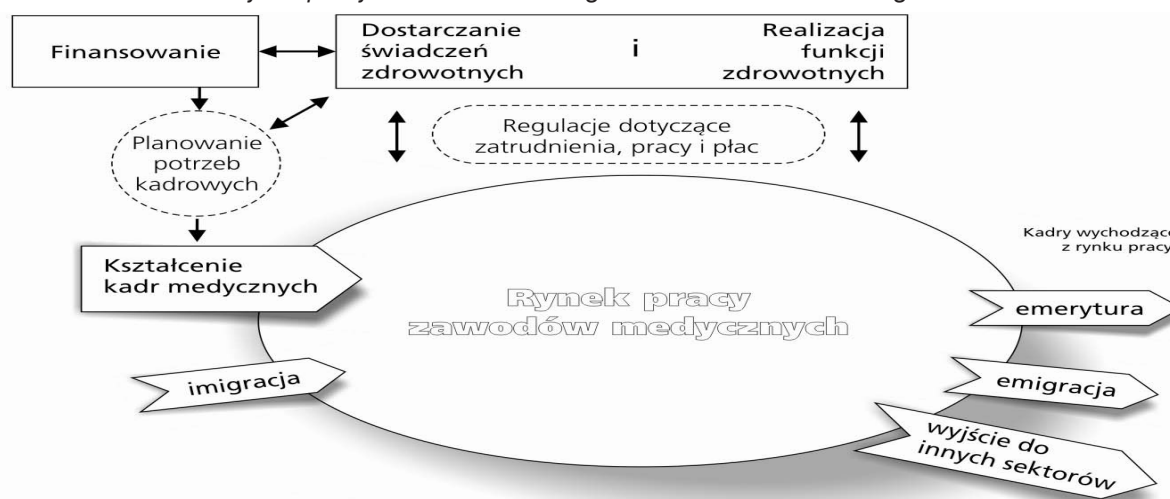 Finansowanie
Dostarczanie
świadczeń
zdrowotnych
i
Realizacja
funkcji
zdrowotnych
Planowanie
potrzeb
kadrowych
Regulacje dotyczące
zatrudnienia, pracy i płac
Kształcenie
kadr medycznych
imigracja
Rynek pracy
zawodów medycznych
Kadry wychodzące
z rynku pracy
emerytura
emigracja
wyjście do
innych sektorów